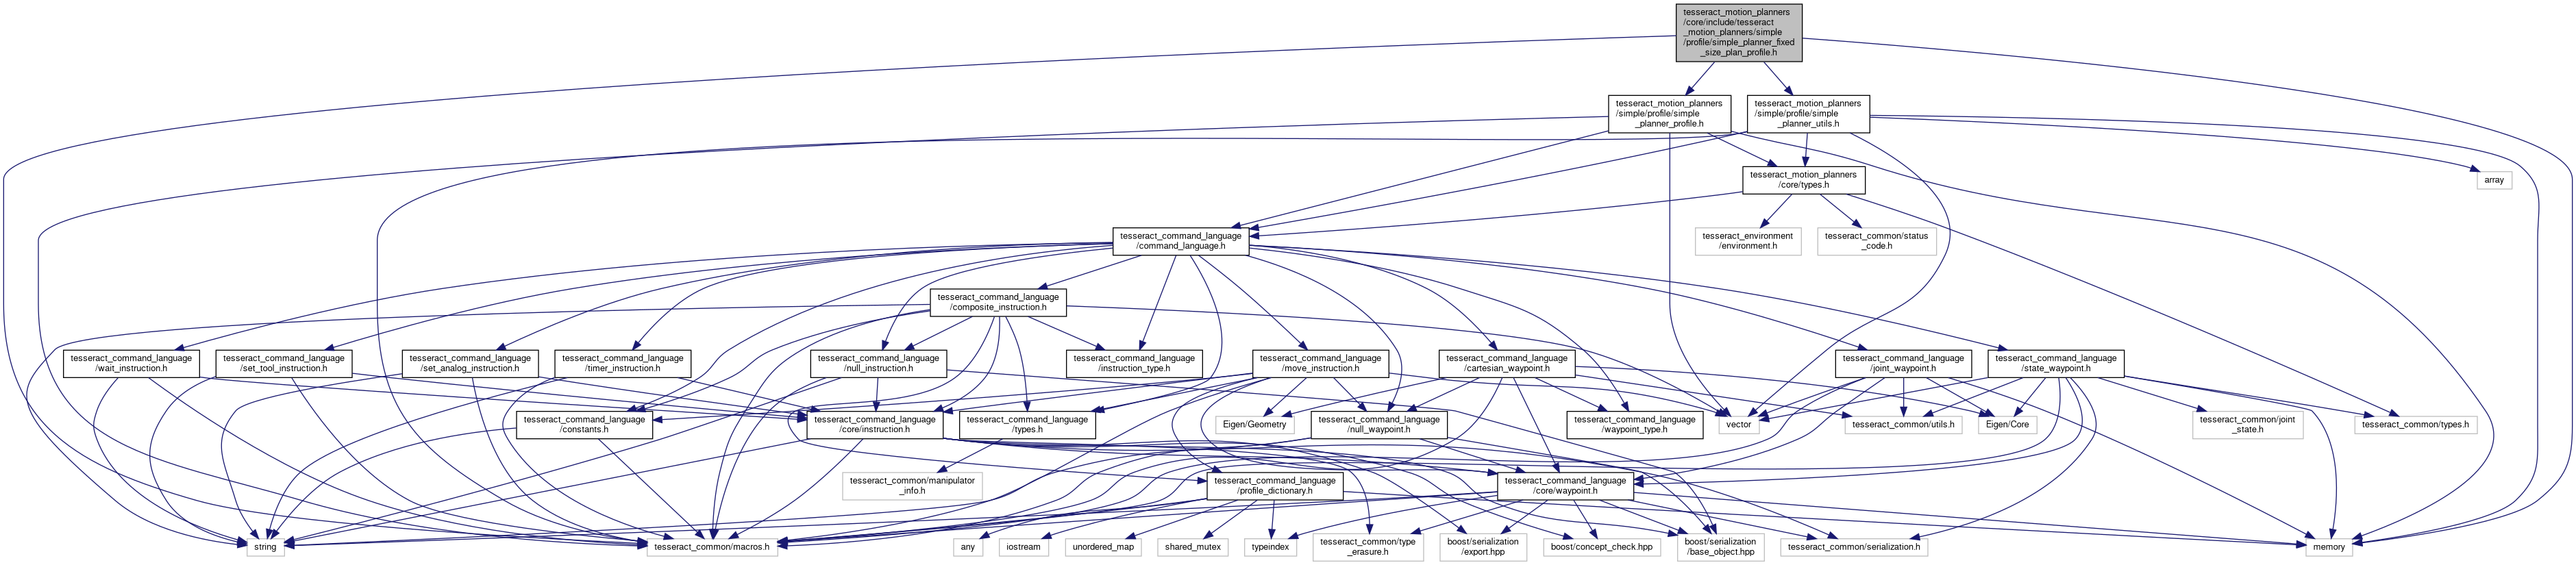 tesseract_motion_planners
/core/include/tesseract
_motion_planners/simple
/profile/simple_planner_fixed
_size_plan_profile.h
tesseract_motion_planners
/simple/profile/simple
_planner_profile.h
tesseract_motion_planners
/simple/profile/simple
_planner_utils.h
tesseract_motion_planners
/core/types.h
array
tesseract_command_language
/command_language.h
tesseract_environment
/environment.h
tesseract_common/status
_code.h
tesseract_command_language
/composite_instruction.h
tesseract_command_language
/wait_instruction.h
tesseract_command_language
/set_tool_instruction.h
tesseract_command_language
/set_analog_instruction.h
tesseract_command_language
/timer_instruction.h
tesseract_command_language
/null_instruction.h
tesseract_command_language
/instruction_type.h
tesseract_command_language
/move_instruction.h
tesseract_command_language
/cartesian_waypoint.h
tesseract_command_language
/joint_waypoint.h
tesseract_command_language
/state_waypoint.h
tesseract_command_language
/constants.h
tesseract_command_language
/core/instruction.h
tesseract_command_language
/types.h
Eigen/Geometry
tesseract_command_language
/null_waypoint.h
tesseract_command_language
/waypoint_type.h
vector
tesseract_common/utils.h
Eigen/Core
tesseract_common/joint
_state.h
tesseract_common/types.h
tesseract_common/manipulator
_info.h
tesseract_command_language
/profile_dictionary.h
tesseract_command_language
/core/waypoint.h
string
tesseract_common/macros.h
any
iostream
unordered_map
shared_mutex
typeindex
tesseract_common/type
_erasure.h
boost/serialization
/export.hpp
boost/concept_check.hpp
boost/serialization
/base_object.hpp
tesseract_common/serialization.h
memory